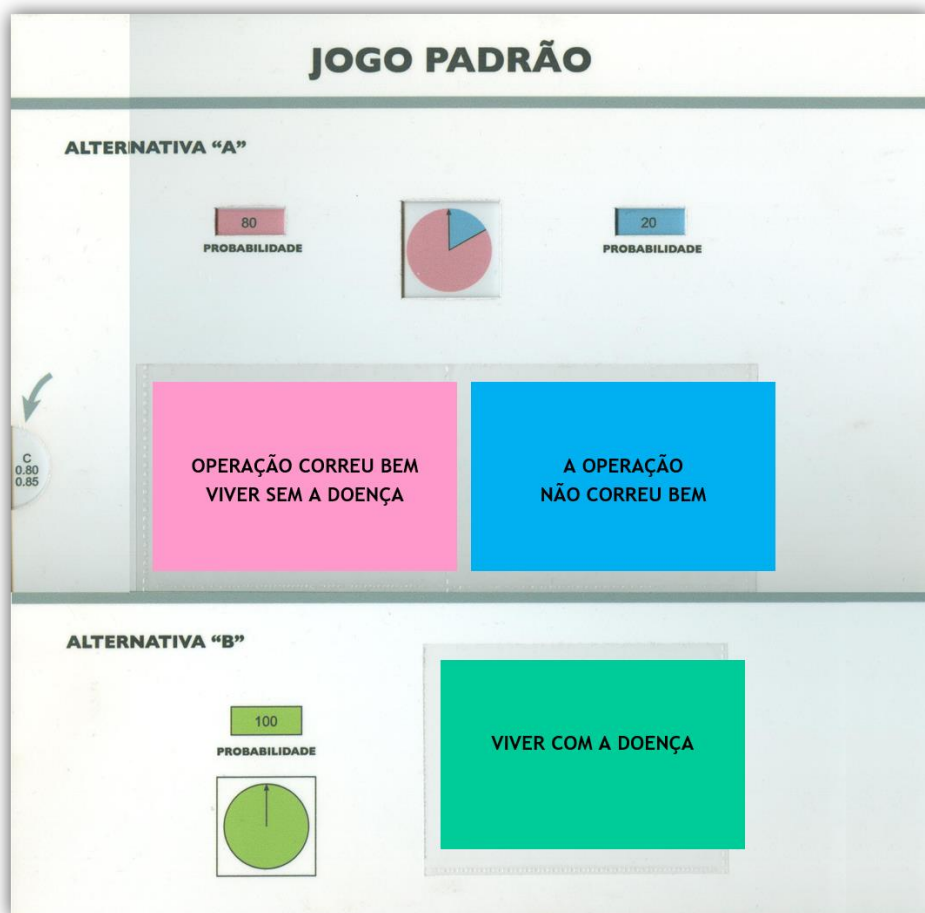 JOGO PADRÃO
ALTERNATIVA “A”
80
PROBABILIDADE
20
PROBABILIDADE
C
0.80
0.85
OPERAÇÃO CORREU BEM
VIVER SEM A DOENÇA
A OPERAÇÃO
NÃO CORREU BEM
ALTERNATIVA “B”
100
PROBABILIDADE
VIVER COM A DOENÇA